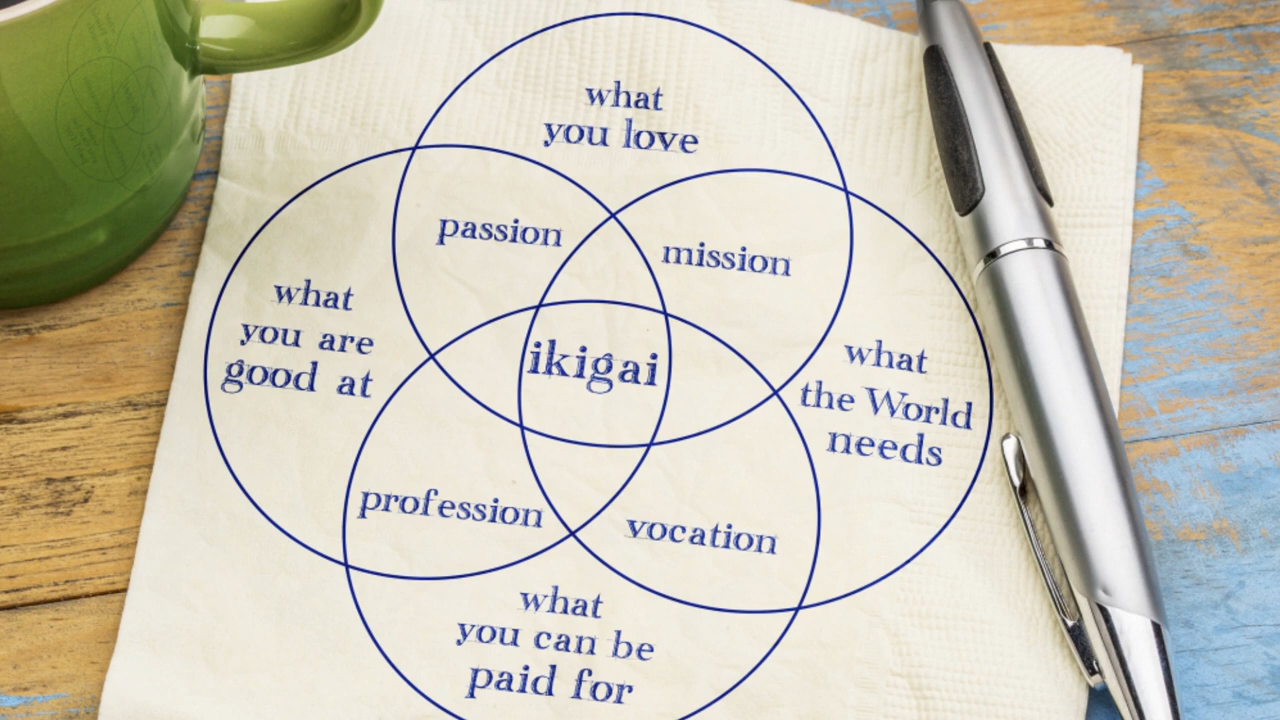 what
you love
passion
mission
what
you are
good at
ikigai
what
the World
needs
profession
vocation
what
you can be
paid for